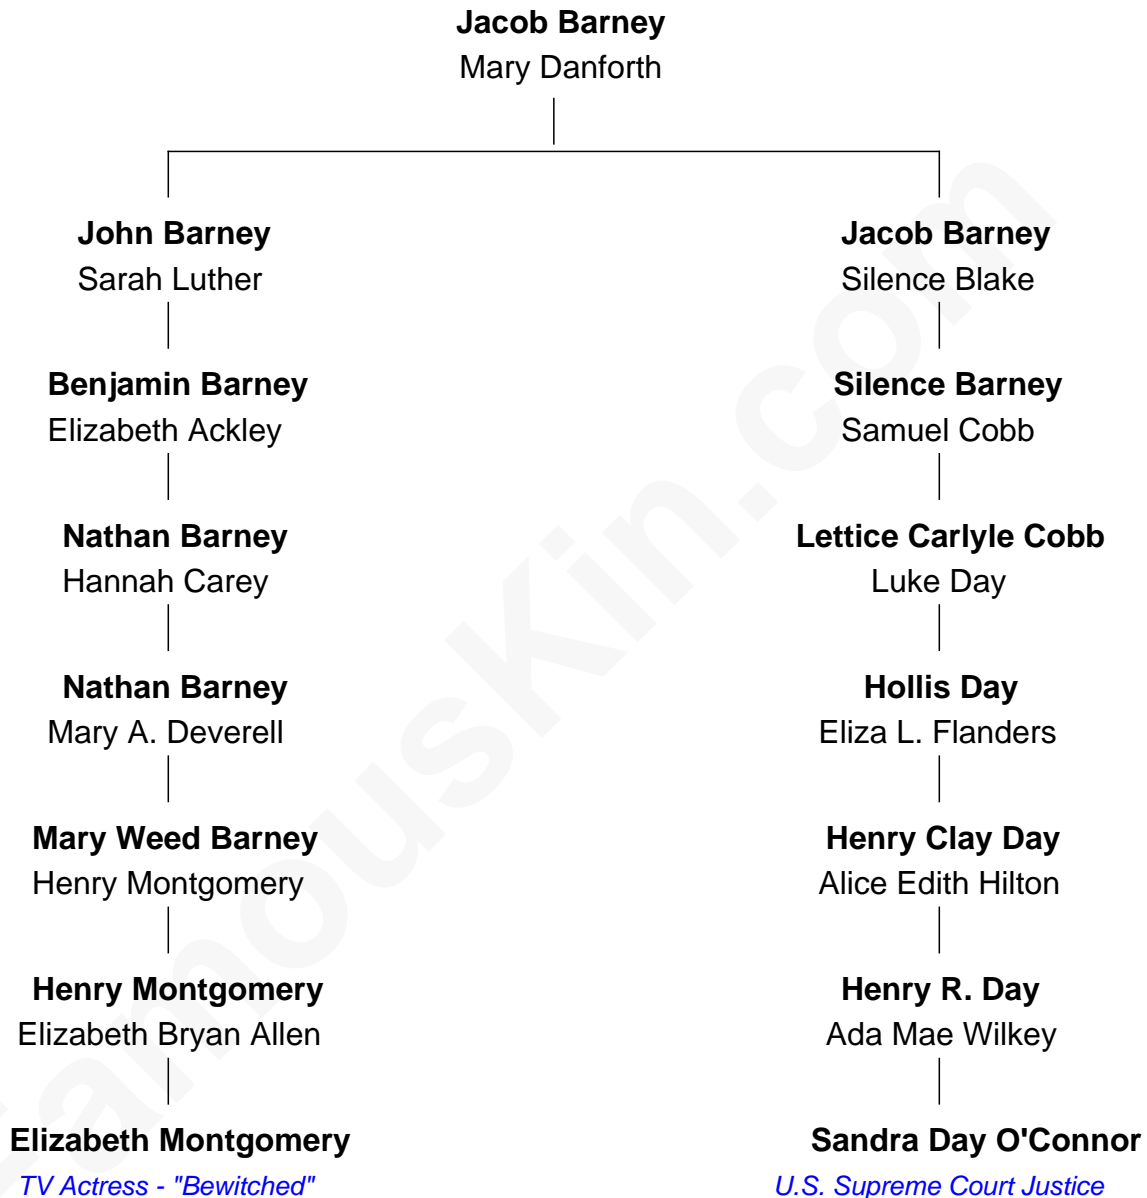 Jacob Barney
Mary Danforth
John Barney
Sarah Luther
Jacob Barney
Silence Blake
Benjamin Barney
Elizabeth Ackley
Silence Barney
Samuel Cobb
Nathan Barney
Hannah Carey
Lettice Carlyle Cobb
Luke Day
Nathan Barney
Mary A. Deverell
Hollis Day
Eliza L. Flanders
Mary Weed Barney
Henry Montgomery
Henry Clay Day
Alice Edith Hilton
Henry Montgomery
Elizabeth Bryan Allen
Henry R. Day
Ada Mae Wilkey
Elizabeth Montgomery
TV Actress - "Bewitched"
Sandra Day O'Connor
U.S. Supreme Court Justice
FamousKin.com